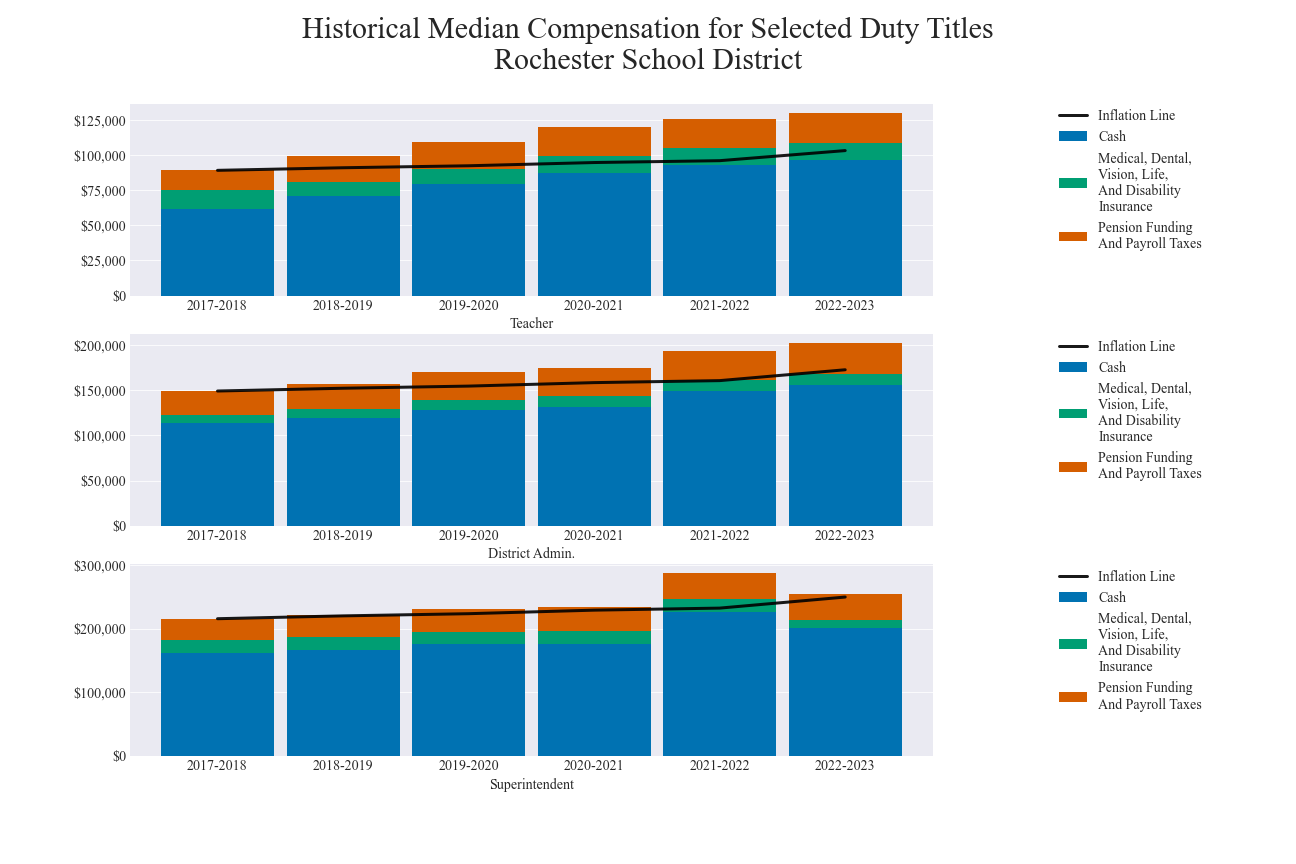 Historical Median Compensation for Selected Duty Titles
Rochester School District
$125,000
$100,000
$75,000
$50,000
$25,000
$0
2017-2018 2018-2019 2019-2020 2020-2021 2021-2022 2022-2023
Teacher
Inflation Line
Cash
Medical, Dental,
Vision, Life,
And Disability
Insurance
Pension Funding
And Payroll Taxes
$200,000
$150,000
$100,000
$50,000
$0
2017-2018 2018-2019 2019-2020 2020-2021 2021-2022 2022-2023
District Admin.
Inflation Line
Cash
Medical, Dental,
Vision, Life,
And Disability
Insurance
Pension Funding
And Payroll Taxes
$300,000
$200,000
$100,000
$0
2017-2018 2018-2019 2019-2020 2020-2021 2021-2022 2022-2023
Superintendent
Inflation Line
Cash
Medical, Dental,
Vision, Life,
And Disability
Insurance
Pension Funding
And Payroll Taxes